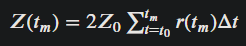 Z(t_m) = 2Z_0 ∑_{t=t_0}^{t_m} r(t_m)Δt